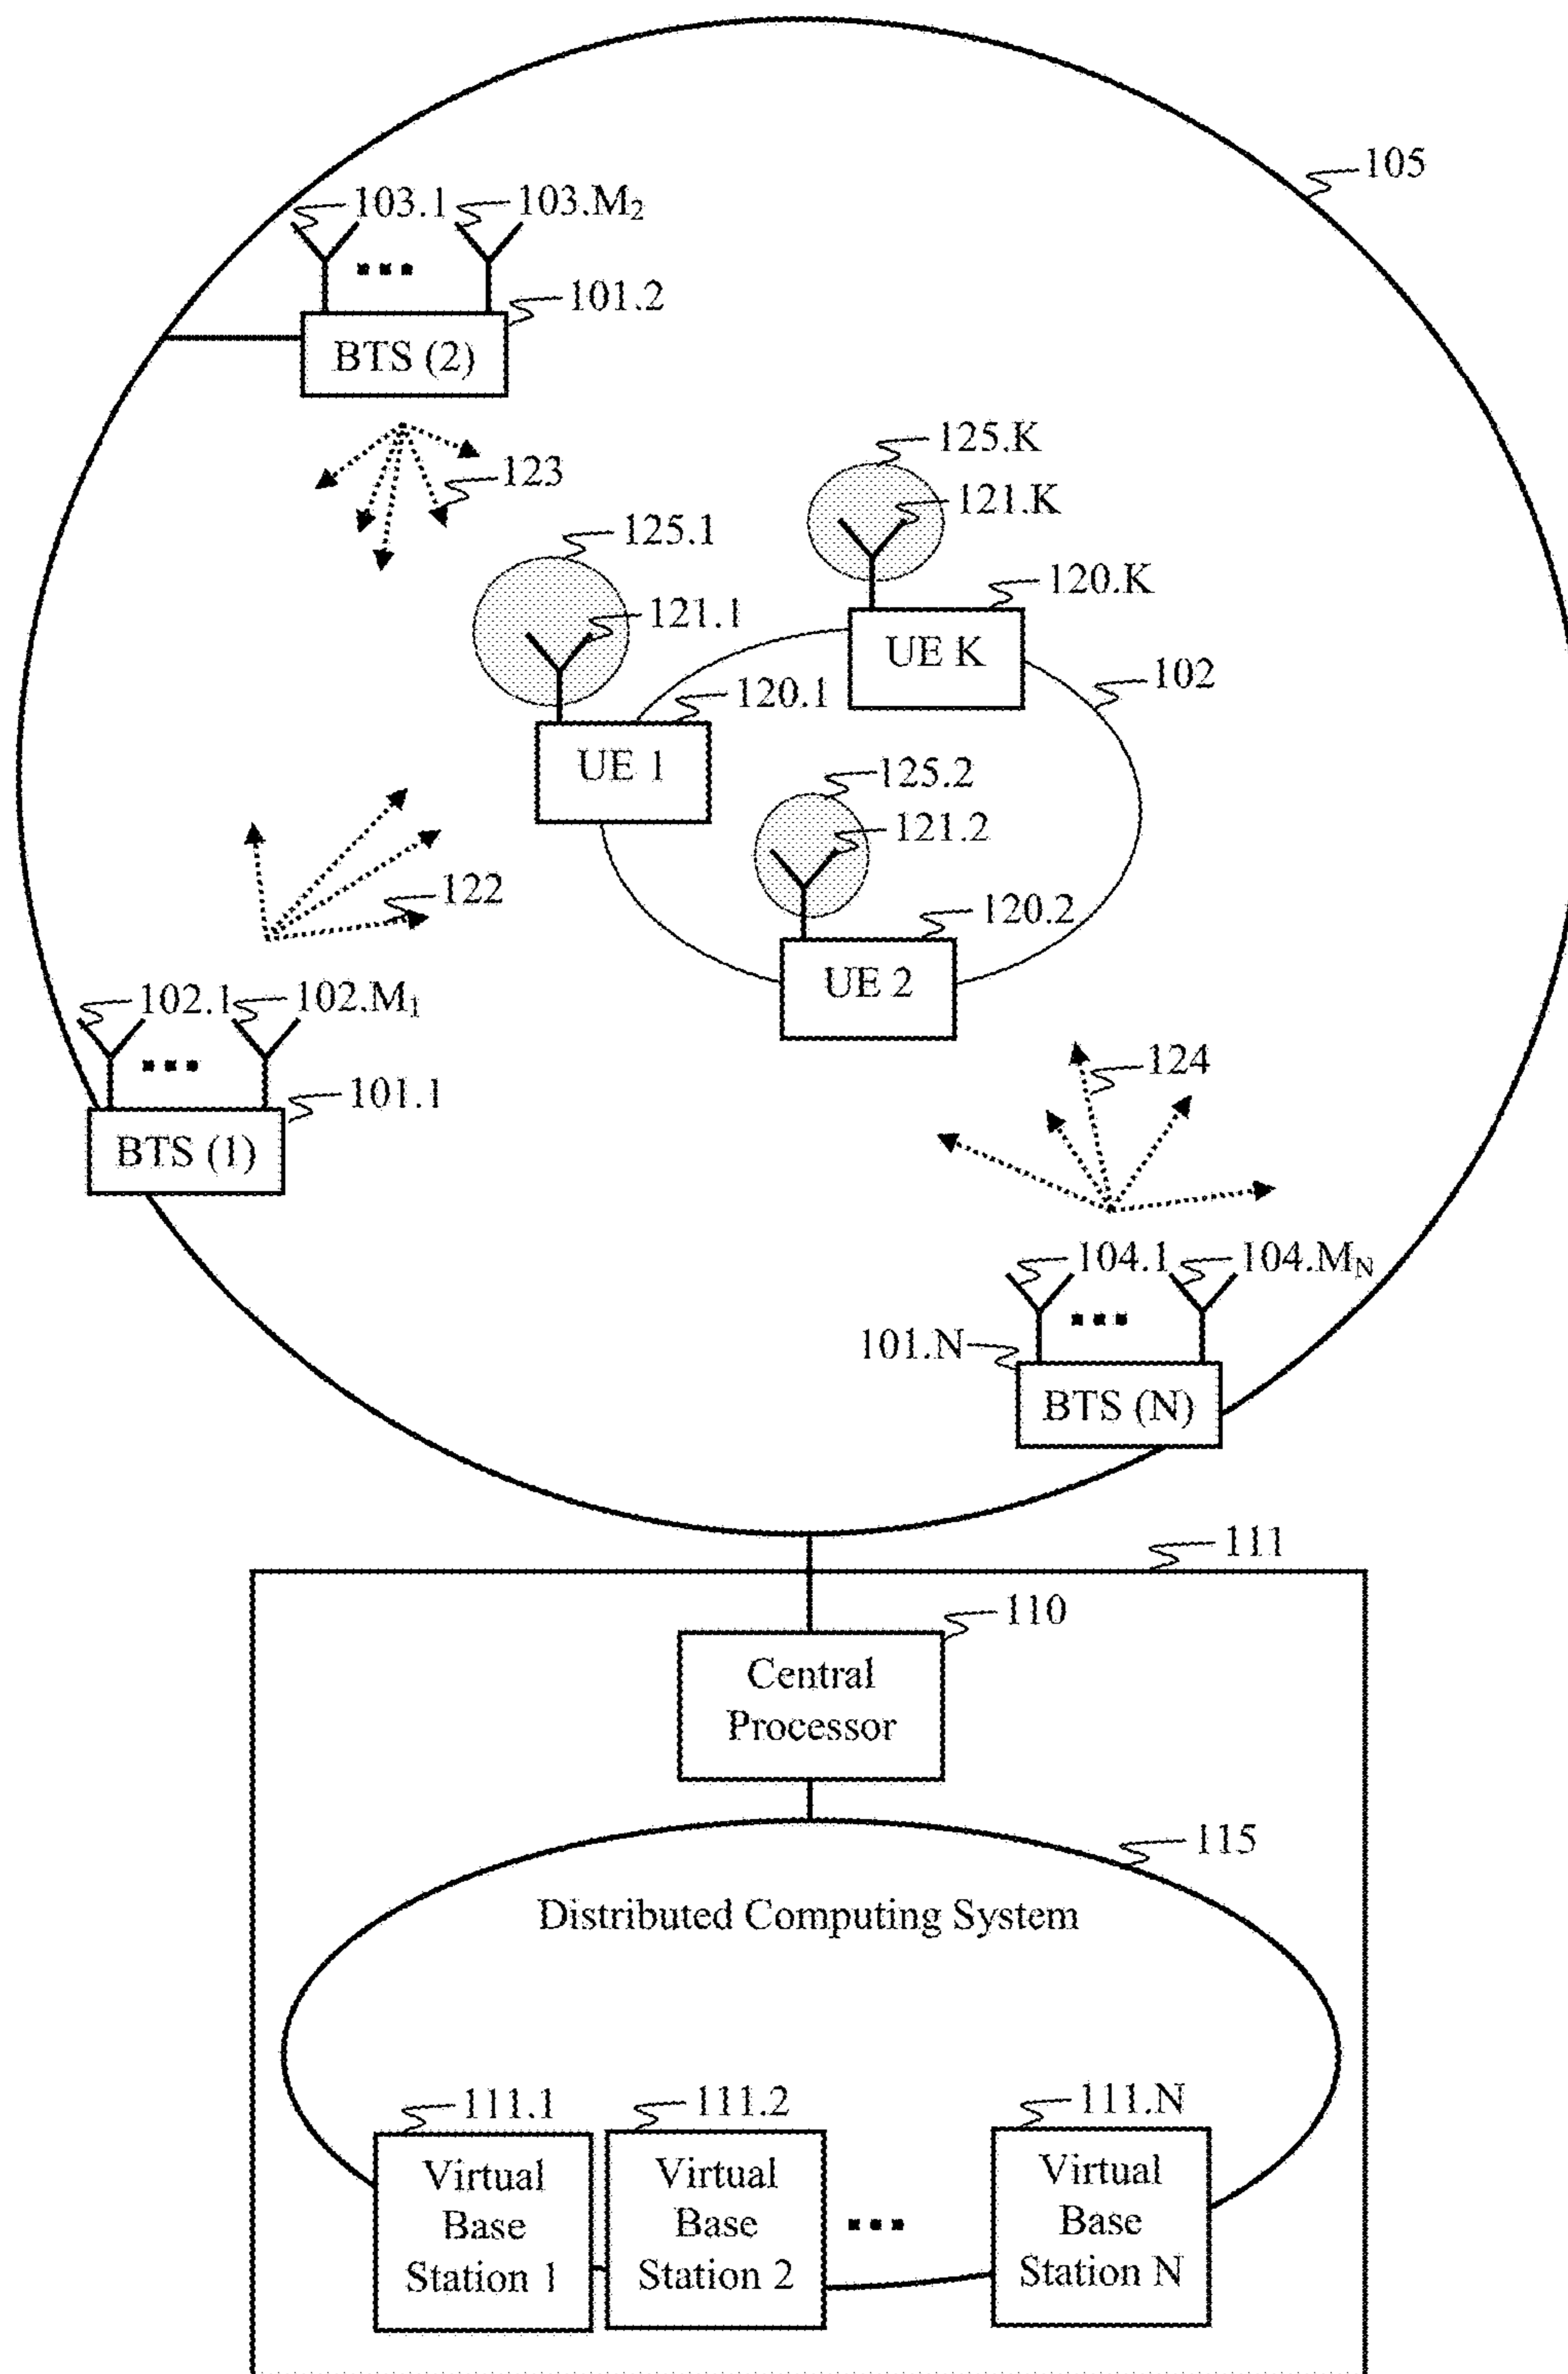 105
103.1
103.M₂
101.2
BTS (2)
123
125.K
121.K
125.1
120.K
121.1
UE K
102
120.1
UE 1
125.2
121.2
122
120.2
UE 2
102.1
102.M₁
124
101.1
BTS (1)
104.1
104.Mɴ
101.N
BTS (N)
111
110
Central
Processor
115
Distributed Computing System
111.1
111.2
111.N
Virtual
Base
Station 1
Virtual
Base
Station 2
Virtual
Base
Station N